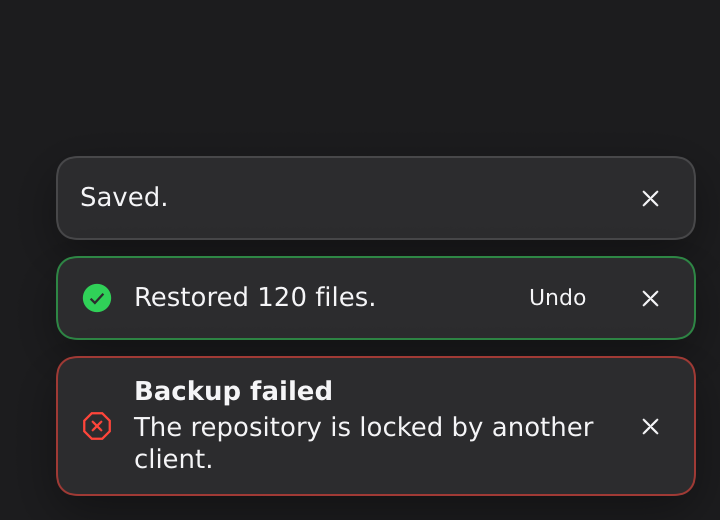 Saved.
Restored 120 files.
Undo
Backup failed
The repository is locked by another
client.